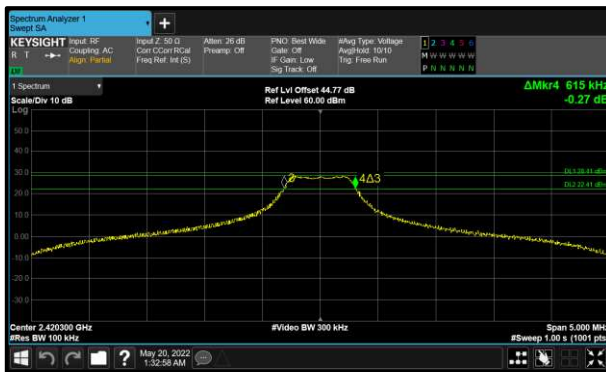 Spectrum Analyzer 1
Swept SA
+
KEYSIGHT
R T
Input: RF
Coupling: AC
Align: Partial
Input Z: 50 Ω
Corr CCorr RCal
Freq Ref: Int (S)
Atten: 26 dB
Preamp: Off
PNO: Best Wide
Gate: Off
IF Gain: Low
Sig Track: Off
#Avg Type: Voltage
Avg|Hold: 10/10
Trig: Free Run
1 2 3 4 5 6
M W W W W W
P N N N N N
1 Spectrum
Scale/Div 10 dB
Ref Lvl Offset 44.77 dB
Ref Level 60.00 dBm
ΔMkr4 615 kHz
-0.27 dB
Log
50.0
40.0
30.0
20.0
10.0
0.00
-10.0
-20.0
-30.0
4Δ3
DL1 28.41 dBm
DL2 22.41 dBm
Center 2.420300 GHz
#Res BW 100 kHz
#Video BW 300 kHz
Span 5.000 MHz
#Sweep 1.00 s (1001 pts)
?
May 20, 2022
1:32:58 AM